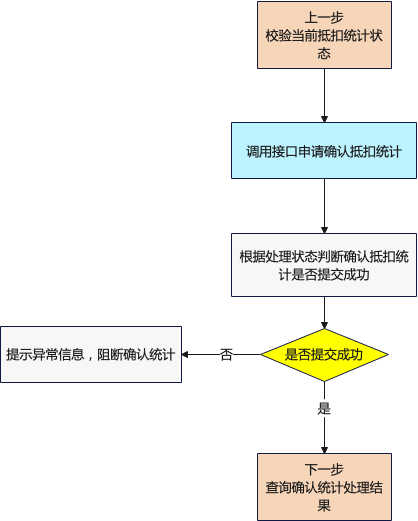 上一步
校验当前抵扣统计状
态
调用接口申请确认抵扣统计
根据处理状态判断确认抵扣统
计是否提交成功
是否提交成功
否
提示异常信息，阻断确认统计
是
下一步
查询确认统计处理结
果